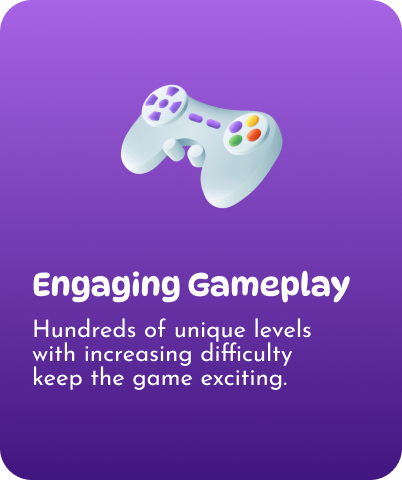 Engaging Gameplay
Hundreds of unique levels
with increasing difficulty
keep the game exciting.